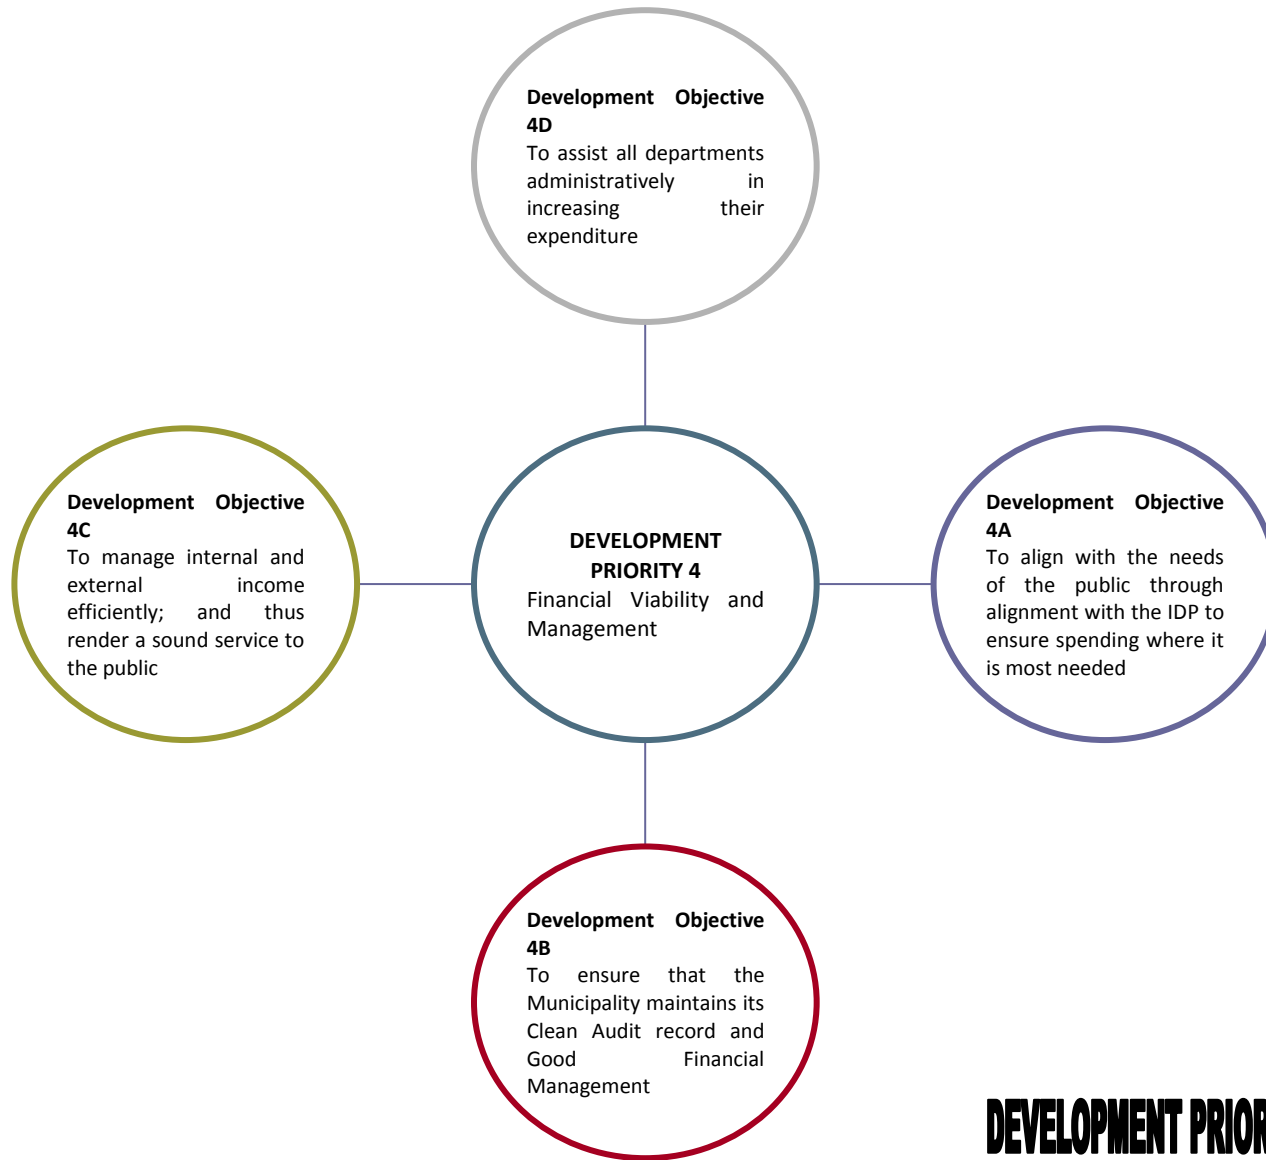 Development Objective
4D
To assist all departments
administratively in
increasing their
expenditure
Development Objective
4C
To manage internal and
external income
efficiently; and thus
render a sound service to
the public
DEVELOPMENT
PRIORITY 4
Financial Viability and
Management
Development Objective
4A
To align with the needs
of the public through
alignment with the IDP to
ensure spending where it
is most needed
Development Objective
4B
To ensure that the
Municipality maintains its
Clean Audit record and
Good Financial
Management
DEVELOPMENT PRIOR